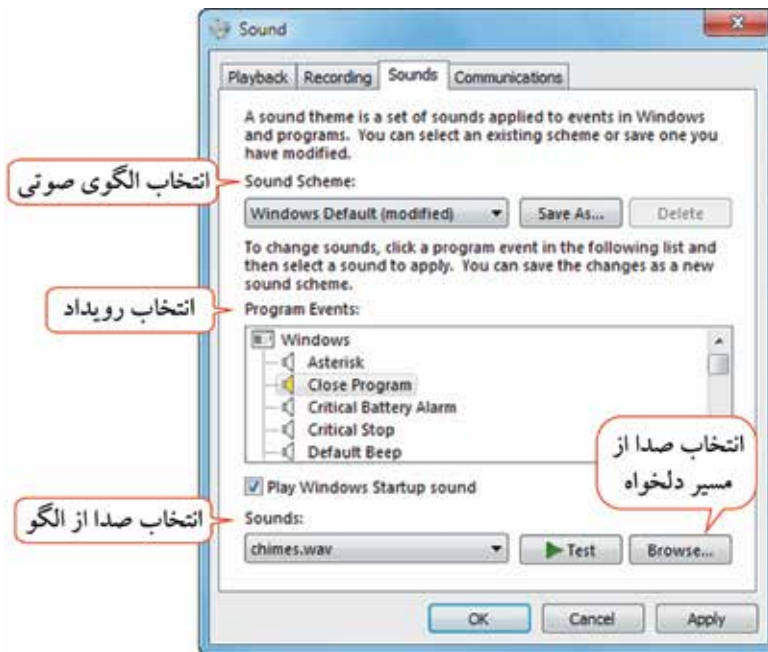 Sound
Playback Recording Sounds Communications
A sound theme is a set of sounds applied to events in Windows
and programs. You can select an existing scheme or save one you
have modified.
انتخاب الگوی صوتی
Sound Scheme:
Windows Default (modified) Save As... Delete
To change sounds, click a program event in the following list and
then select a sound to apply. You can save the changes as a new
sound scheme.
انتخاب رویداد
Program Events:
Windows
Asterisk
Close Program
Critical Battery Alarm
Critical Stop
Default Beep
انتخاب صدا از
مسیر دلخواه
Play Windows Startup sound
انتخاب صدا از الگو
Sounds:
chimes.wav Test Browse...
OK Cancel Apply